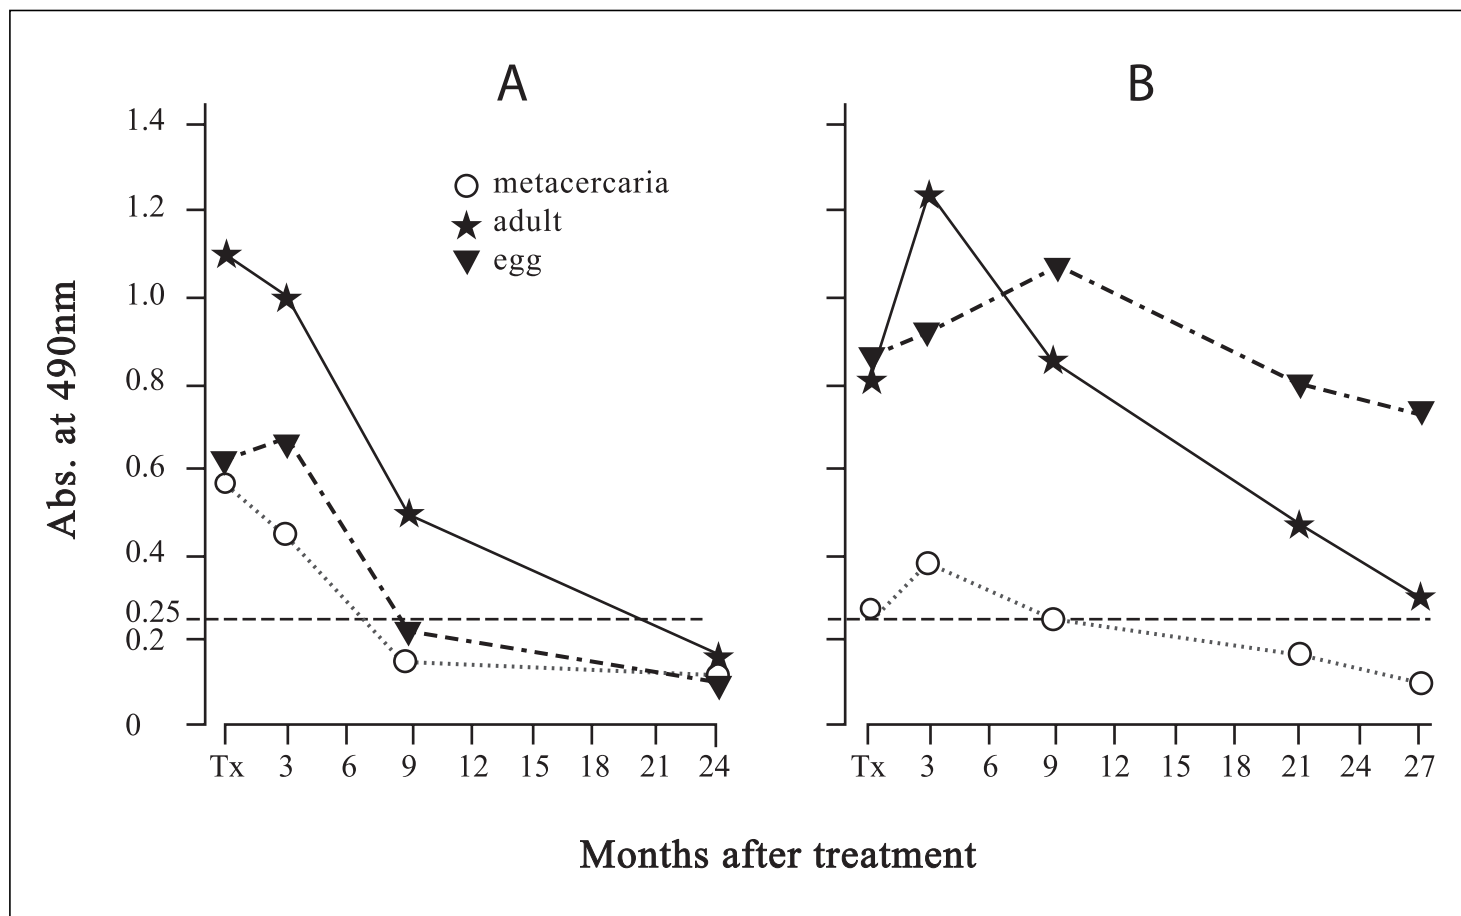 A
B
1.4
1.2
1.0
0.8
0.6
0.4
0.25
0.2
0
metacercaria
adult
egg
Abs. at 490nm
Tx 3 6 9 12 15 18 21 24
Tx 3 6 9 12 15 18 21 24 27
Months after treatment